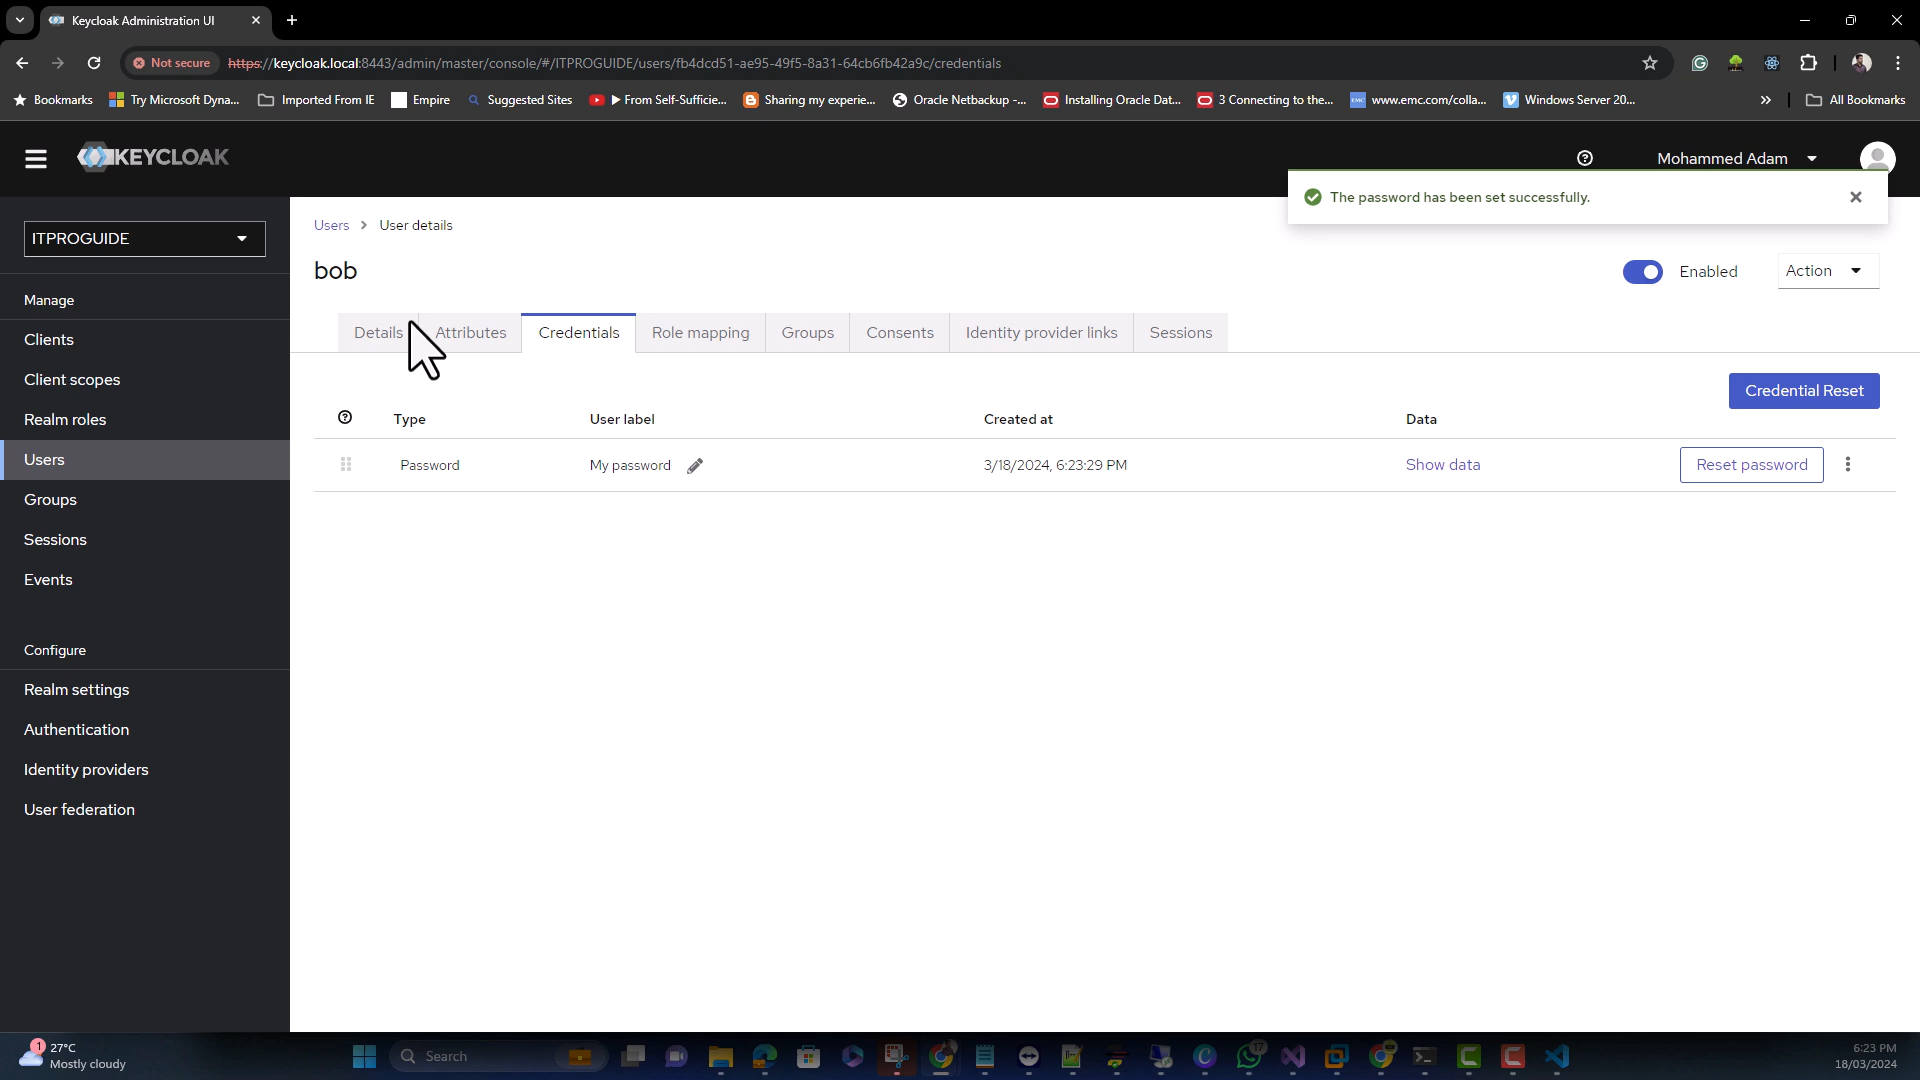 Keycloak Administration UI
Not secure
https://keycloak.local:8443/admin/master/console/#/ITPROGUIDE/users/fb4dcd51-ae95-49f5-8a31-64cb6fb42a9c/credentials
Bookmarks
Try Microsoft Dyna...
Imported From IE
Empire
Suggested Sites
▶ From Self-Sufficie...
Sharing my experie...
Oracle Netbackup -...
Installing Oracle Dat...
3 Connecting to the...
www.emc.com/colla...
Windows Server 20...
»
All Bookmarks
KEYCLOAK
Mohammed Adam
The password has been set successfully.
ITPROGUIDE
Manage
Clients
Client scopes
Realm roles
Users
Groups
Sessions
Events
Configure
Realm settings
Authentication
Identity providers
User federation
Users > User details
bob
Enabled
Action
Details
Attributes
Credentials
Role mapping
Groups
Consents
Identity provider links
Sessions
Credential Reset
Type
User label
Created at
Data
Password
My password
3/18/2024, 6:23:29 PM
Show data
Reset password
1
27°C
Mostly cloudy
Search
17
6:23 PM
18/03/2024